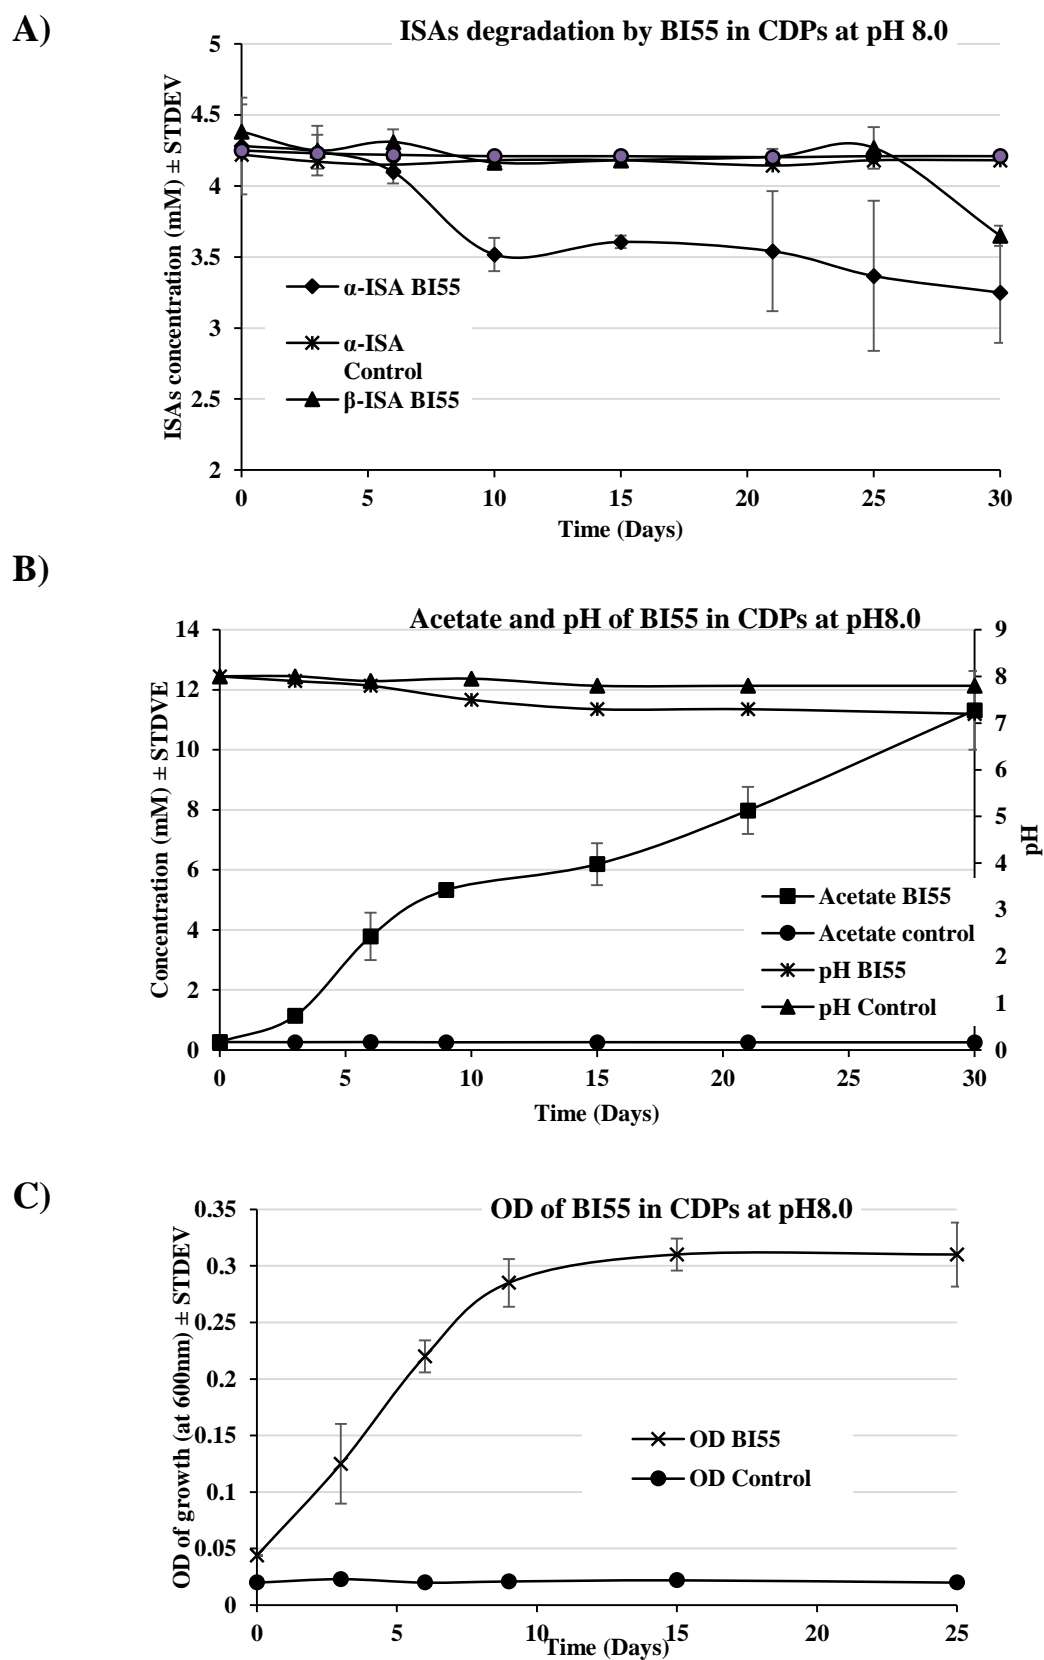 A)
ISAs degradation by BI55 in CDPs at pH 8.0
ISAs concentration (mM) ± STDEV
5
4.5
4
3.5
3
2.5
2
α-ISA BI55
α-ISA
Control
β-ISA BI55
0 5 10 15 20 25 30
Time (Days)
B)
Acetate and pH of BI55 in CDPs at pH8.0
Concentration (mM) ± STDVE
14
12
10
8
6
4
2
0
9
8
7
6
5
4
3
2
1
0
pH
Acetate BI55
Acetate control
pH BI55
pH Control
0 5 10 15 20 25 30
Time (Days)
C)
OD of BI55 in CDPs at pH8.0
OD of growth (at 600nm) ± STDEV
0.35
0.3
0.25
0.2
0.15
0.1
0.05
0
OD BI55
OD Control
0 5 10 15 20 25
Time (Days)